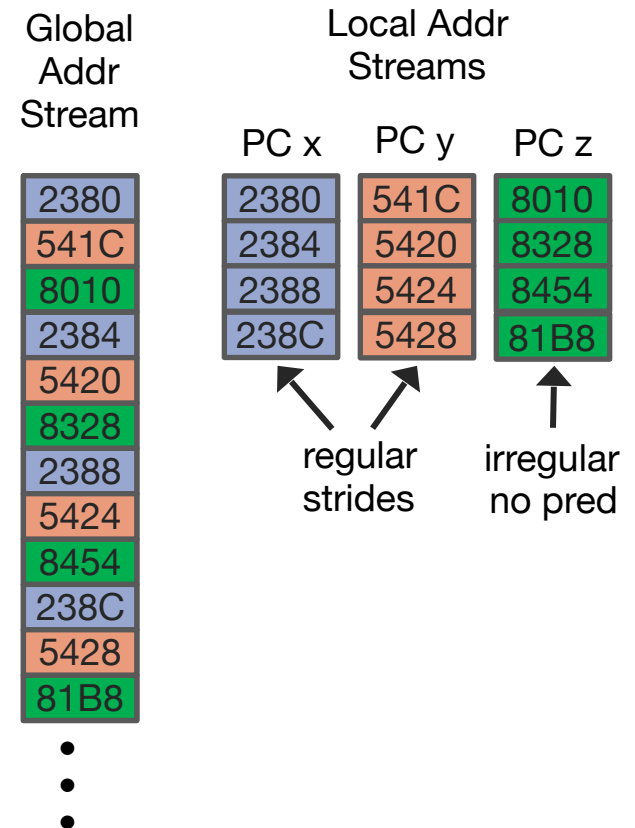 Global
Addr
Stream
2380
541C
8010
2384
5420
8328
2388
5424
8454
238C
5428
81B8
Local Addr
Streams
PC x
PC y
PC z
2380
541C
8010
2384
5420
8328
2388
5424
8454
238C
5428
81B8
regular
strides
irregular
no pred